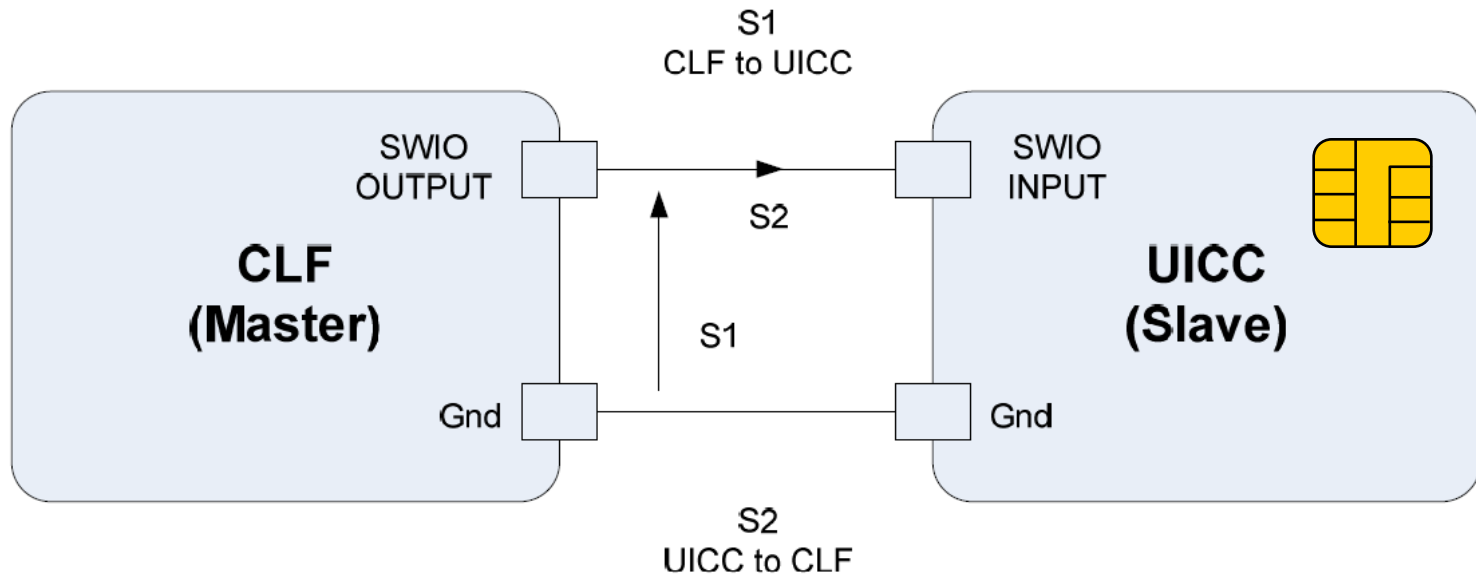 S1
CLF to UICC
SWIO
OUTPUT
SWIO
INPUT
S2
CLF
(Master)
UICC
(Slave)
S1
Gnd
Gnd
S2
UICC to CLF